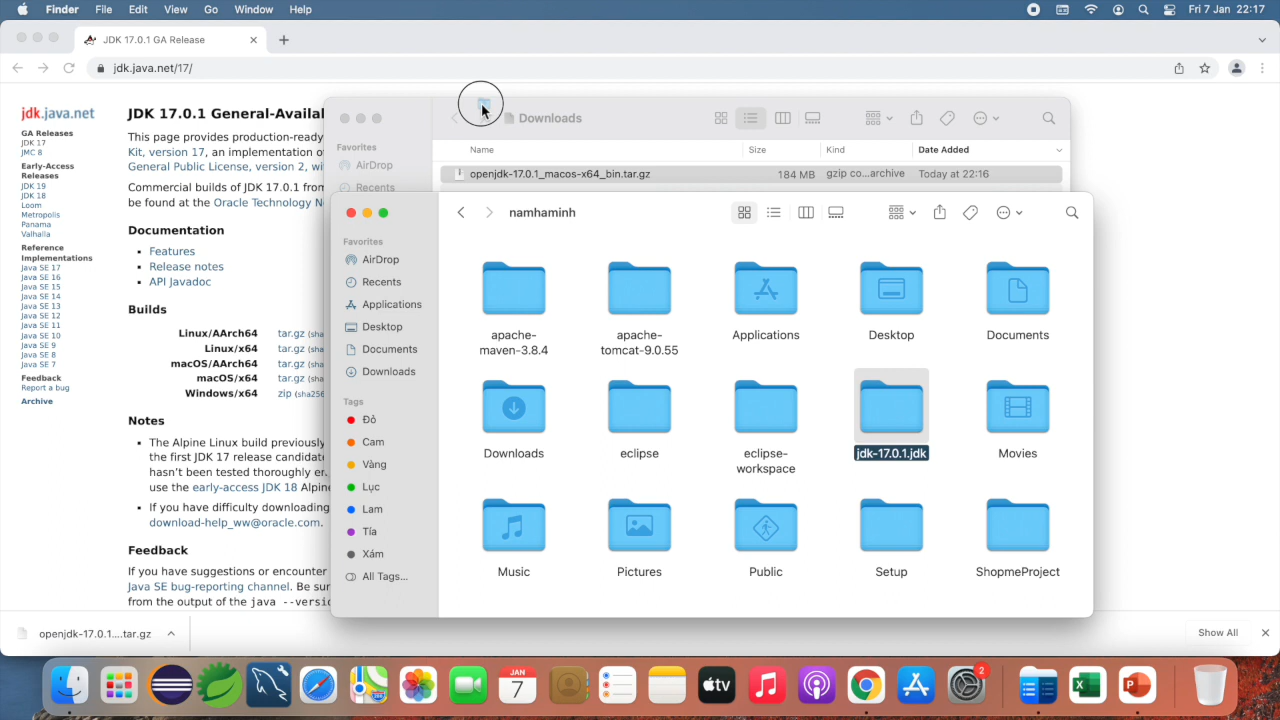 Finder File Edit View Go Window Help Fri 7 Jan 22:17
JDK 17.0.1 GA Release
jdk.java.net/17/
jdk.java.net
GA Releases
JDK 17
JMC 8
Early-Access
Releases
JDK 19
JDK 18
Loom
Metropolis
Panama
Valhalla
Reference
Implementations
Java SE 17
Java SE 16
Java SE 15
Java SE 14
Java SE 13
Java SE 12
Java SE 11
Java SE 10
Java SE 9
Java SE 8
Java SE 7
Feedback
Report a bug
Archive
JDK 17.0.1 General-Availa
This page provides production-ready
Kit, version 17, an implementation o
General Public License, version 2, wi
Commercial builds of JDK 17.0.1 from
be found at the Oracle Technology N
Documentation
Features
Release notes
API Javadoc
Builds
Linux/AArch64 tar.gz (sha
Linux/x64 tar.gz (sha
macOS/AArch64 tar.gz (sha
macOS/x64 tar.gz (sha
Windows/x64 zip (sha256
Notes
The Alpine Linux build previously
the first JDK 17 release candidate
hasn't been tested thoroughly er
use the early-access JDK 18 Alpin
If you have difficulty downloading
download-help_ww@oracle.com.
Feedback
If you have suggestions or encounter
Java SE bug-reporting channel. Be sur
from the output of the java --versio
Downloads
Favorites
AirDrop
Recents
Name Size Kind Date Added
openjdk-17.0.1_macos-x64_bin.tar.gz 184 MB gzip co...archive Today at 22:16
namhaminh
Favorites
AirDrop
Recents
Applications
Desktop
Documents
Downloads
Tags
Đỏ
Cam
Vàng
Lục
Lam
Tía
Xám
All Tags...
apache-
maven-3.8.4
apache-
tomcat-9.0.55
Applications
Desktop
Documents
Downloads
eclipse
eclipse-
workspace
jdk-17.0.1.jdk
Movies
Music
Pictures
Public
Setup
ShopmeProject
openjdk-17.0.1....tar.gz
Show All
JAN
7
tv
2
X
P